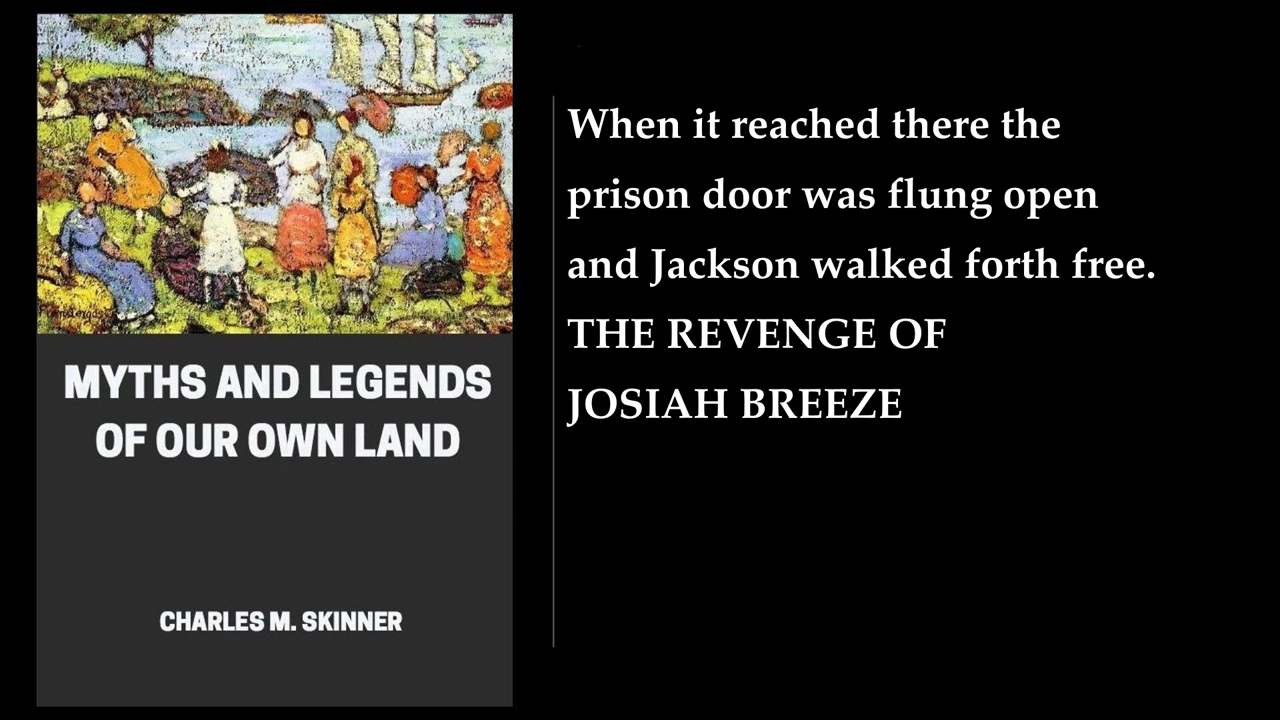 MYTHS AND LEGENDS
OF OUR OWN LAND
CHARLES M. SKINNER
When it reached there the
prison door was flung open
and Jackson walked forth free.
THE REVENGE OF
JOSIAH BREEZE